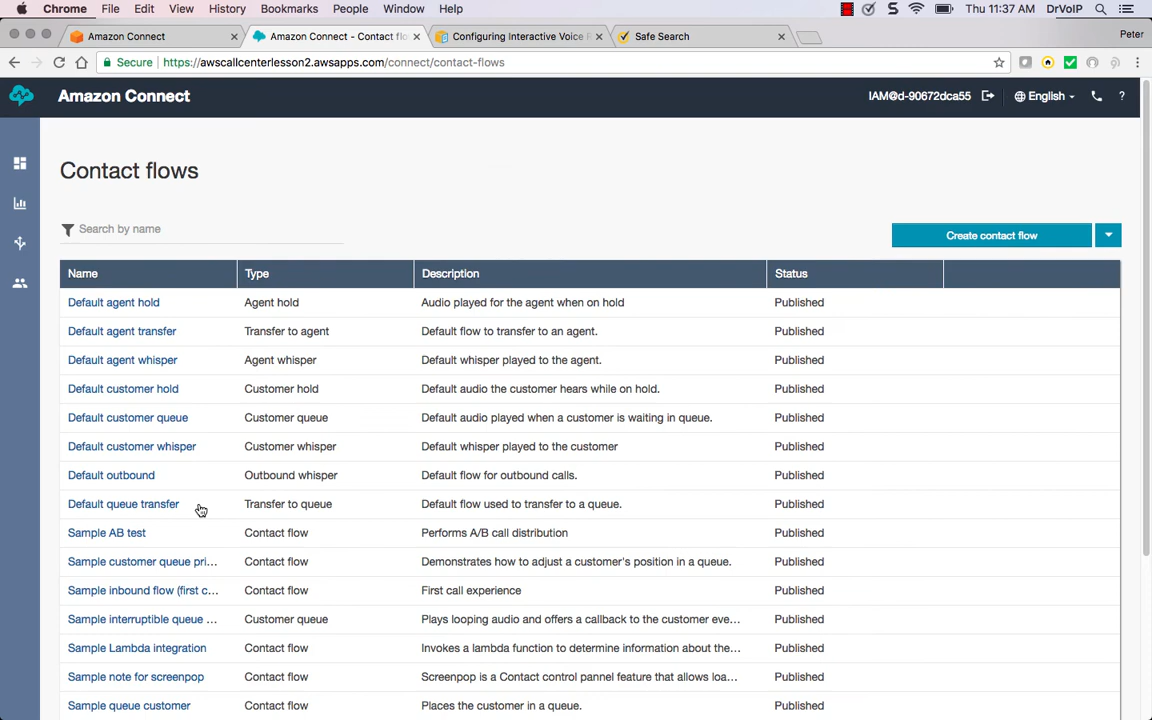 Chrome File Edit View History Bookmarks People Window Help S Thu 11:37 AM DrVoIP
Amazon Connect Amazon Connect - Contact flo Configuring Interactive Voice R Safe Search Peter
Secure https://awscallcenterlesson2.awsapps.com/connect/contact-flows
Amazon Connect IAM@d-90672dca55 English ?
Contact flows
Search by name
Create contact flow
Name Type Description Status
Default agent hold Agent hold Audio played for the agent when on hold Published
Default agent transfer Transfer to agent Default flow to transfer to an agent. Published
Default agent whisper Agent whisper Default whisper played to the agent. Published
Default customer hold Customer hold Default audio the customer hears while on hold. Published
Default customer queue Customer queue Default audio played when a customer is waiting in queue. Published
Default customer whisper Customer whisper Default whisper played to the customer Published
Default outbound Outbound whisper Default flow for outbound calls. Published
Default queue transfer Transfer to queue Default flow used to transfer to a queue. Published
Sample AB test Contact flow Performs A/B call distribution Published
Sample customer queue pri... Contact flow Demonstrates how to adjust a customer's position in a queue. Published
Sample inbound flow (first c... Contact flow First call experience Published
Sample interruptible queue ... Customer queue Plays looping audio and offers a callback to the customer eve... Published
Sample Lambda integration Contact flow Invokes a lambda function to determine information about the... Published
Sample note for screenpop Contact flow Screenpop is a Contact control pannel feature that allows loa... Published
Sample queue customer Contact flow Places the customer in a queue. Published